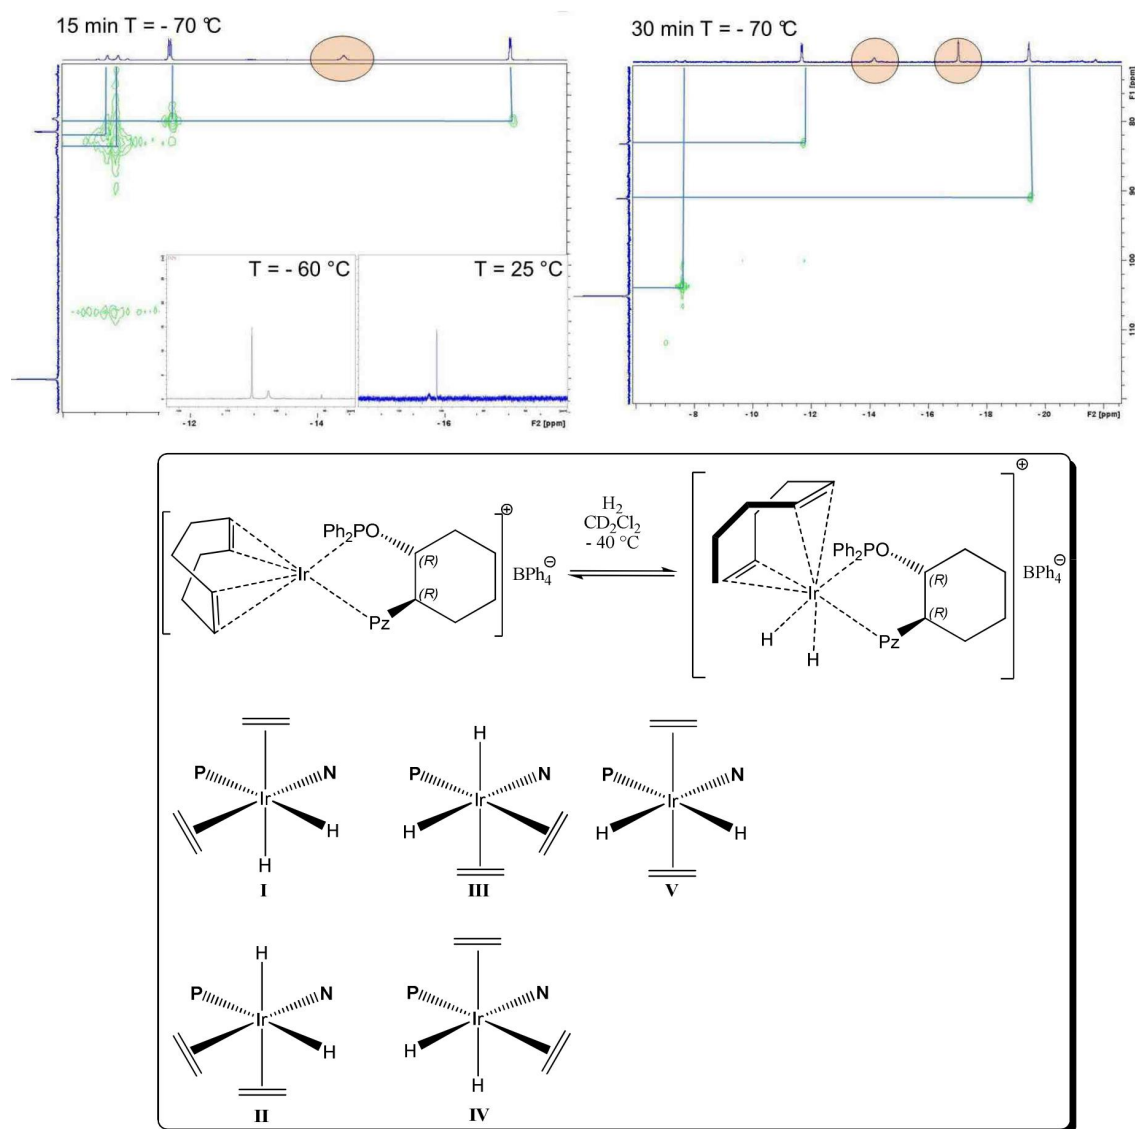 15 min T = - 70 °C
30 min T = - 70 °C
T = - 60 °C
T = 25 °C
-12
-14
-16
F2 [ppm]
F1 [ppm]
80
90
100
110
-8
-10
-12
-14
-16
-18
-20
F2 [ppm]
Ph2PO
Ir
(R)
(R)
Pz
⊕
BPh4⊖
H2
CD2Cl2
- 40 °C
Ph2PO
Ir
(R)
(R)
H
H
Pz
⊕
BPh4⊖
P
N
Ir
H
H
I
H
P
N
Ir
H
III
P
N
Ir
H
H
V
H
P
N
Ir
H
II
P
N
Ir
H
H
IV